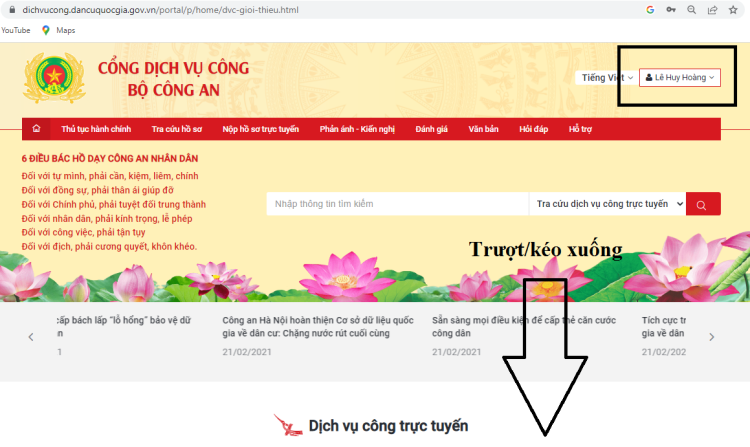 dichvucong.dancuquocgia.gov.vn/portal/p/home/dvc-gioi-thieu.html
YouTube Maps
CỔNG DỊCH VỤ CÔNG
BỘ CÔNG AN
Tiếng Việt Lê Huy Hoàng
Thủ tục hành chính Tra cứu hồ sơ Nộp hồ sơ trực tuyến Phản ánh - Kiến nghị Đánh giá Văn bản Hỏi đáp Hỗ trợ
6 ĐIỀU BÁC HỒ DẠY CÔNG AN NHÂN DÂN
Đối với tự mình, phải cần, kiệm, liêm, chính
Đối với đồng sự, phải thân ái giúp đỡ
Đối với Chính phủ, phải tuyệt đối trung thành
Đối với nhân dân, phải kính trọng, lễ phép
Đối với công việc, phải tận tụy
Đối với địch, phải cương quyết, khôn khéo.
Nhập thông tin tìm kiếm Tra cứu dịch vụ công trực tuyến
Trượt/kéo xuống
cấp bách lấp "lỗ hổng" bảo vệ dữ
ân
21
Công an Hà Nội hoàn thiện Cơ sở dữ liệu quốc
gia về dân cư: Chặng nước rút cuối cùng
21/02/2021
Sẵn sàng mọi điều kiện để cấp thẻ căn cước
công dân
21/02/2021
Tích cực tr
gia về dân
21/02/202
Dịch vụ công trực tuyến